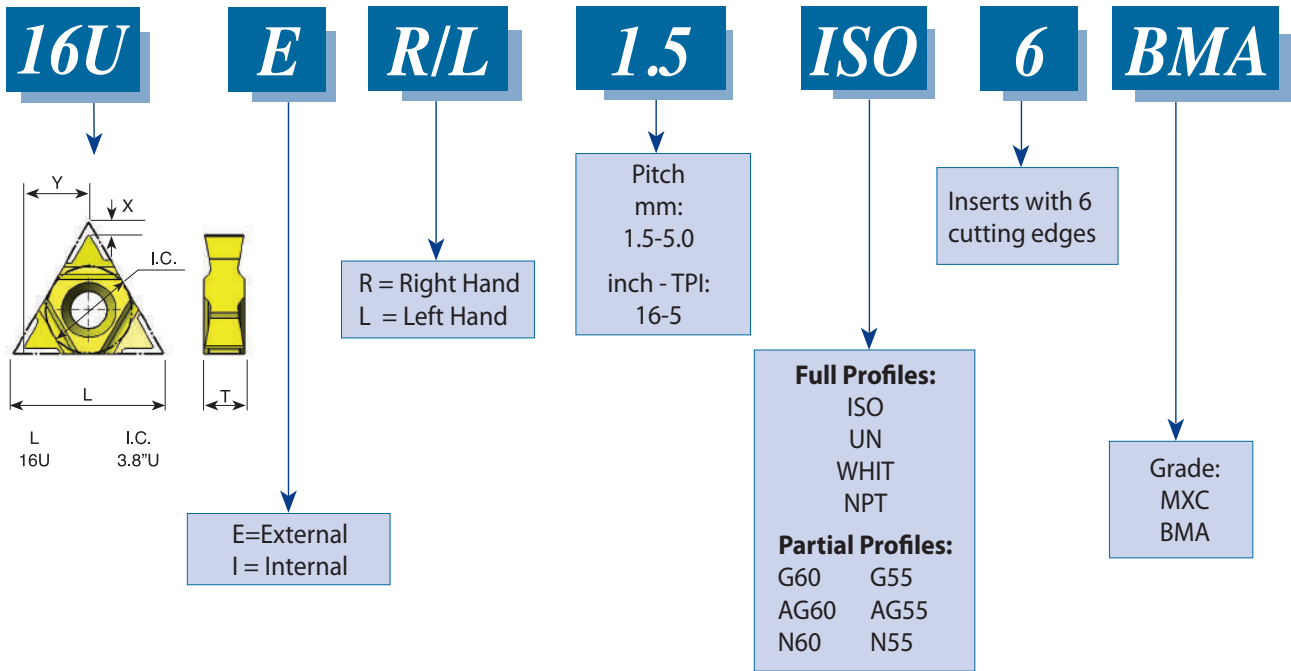 16U E R/L 1.5 ISO 6 BMA
Y
X
I.C.
L
T
L I.C.
16U 3.8"U
E=External
I = Internal
R = Right Hand
L = Left Hand
Pitch
mm:
1.5-5.0
inch - TPI:
16-5
Full Profiles:
ISO
UN
WHIT
NPT
Partial Profiles:
G60 G55
AG60 AG55
N60 N55
Inserts with 6
cutting edges
Grade:
MXC
BMA